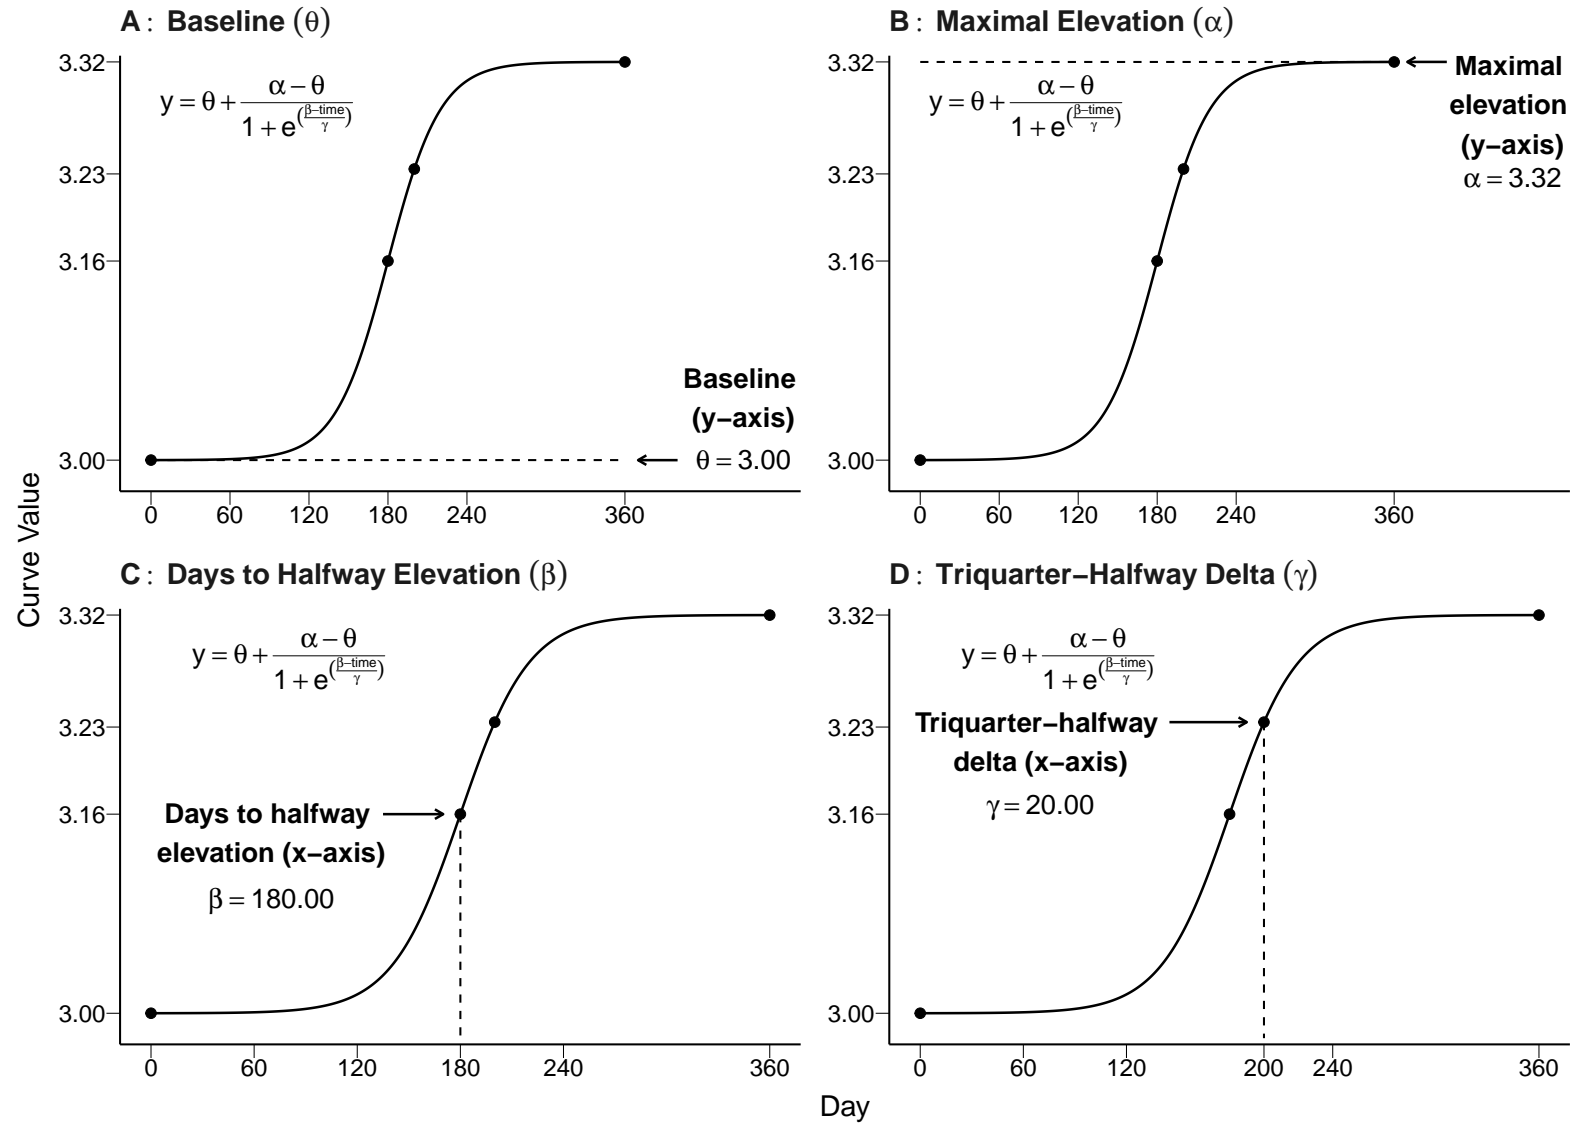 A: Baseline (θ)
y = θ + (α − θ) / (1 + e^((β−time)/γ))
3.32
3.23
3.16
3.00
Baseline
(y−axis)
θ = 3.00
0 60 120 180 240 360
B: Maximal Elevation (α)
y = θ + (α − θ) / (1 + e^((β−time)/γ))
3.32
3.23
3.16
3.00
Maximal
elevation
(y−axis)
α = 3.32
0 60 120 180 240 360
Curve Value
C: Days to Halfway Elevation (β)
y = θ + (α − θ) / (1 + e^((β−time)/γ))
3.32
3.23
3.16
3.00
Days to halfway
elevation (x−axis)
β = 180.00
0 60 120 180 240 360
D: Triquarter−Halfway Delta (γ)
y = θ + (α − θ) / (1 + e^((β−time)/γ))
3.32
3.23
3.16
3.00
Triquarter−halfway
delta (x−axis)
γ = 20.00
0 60 120 200 240 360
Day